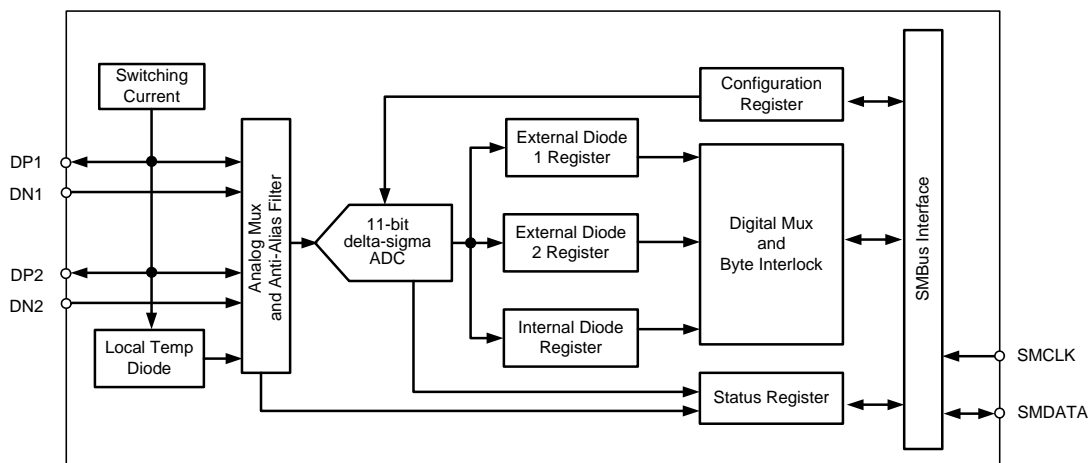 Switching
Current
DP1
DN1
DP2
DN2
Local Temp
Diode
Analog Mux
and Anti-Alias Filter
11-bit
delta-sigma
ADC
External Diode
1 Register
External Diode
2 Register
Internal Diode
Register
Configuration
Register
Digital Mux
and
Byte Interlock
Status Register
SMBus Interface
SMCLK
SMDATA